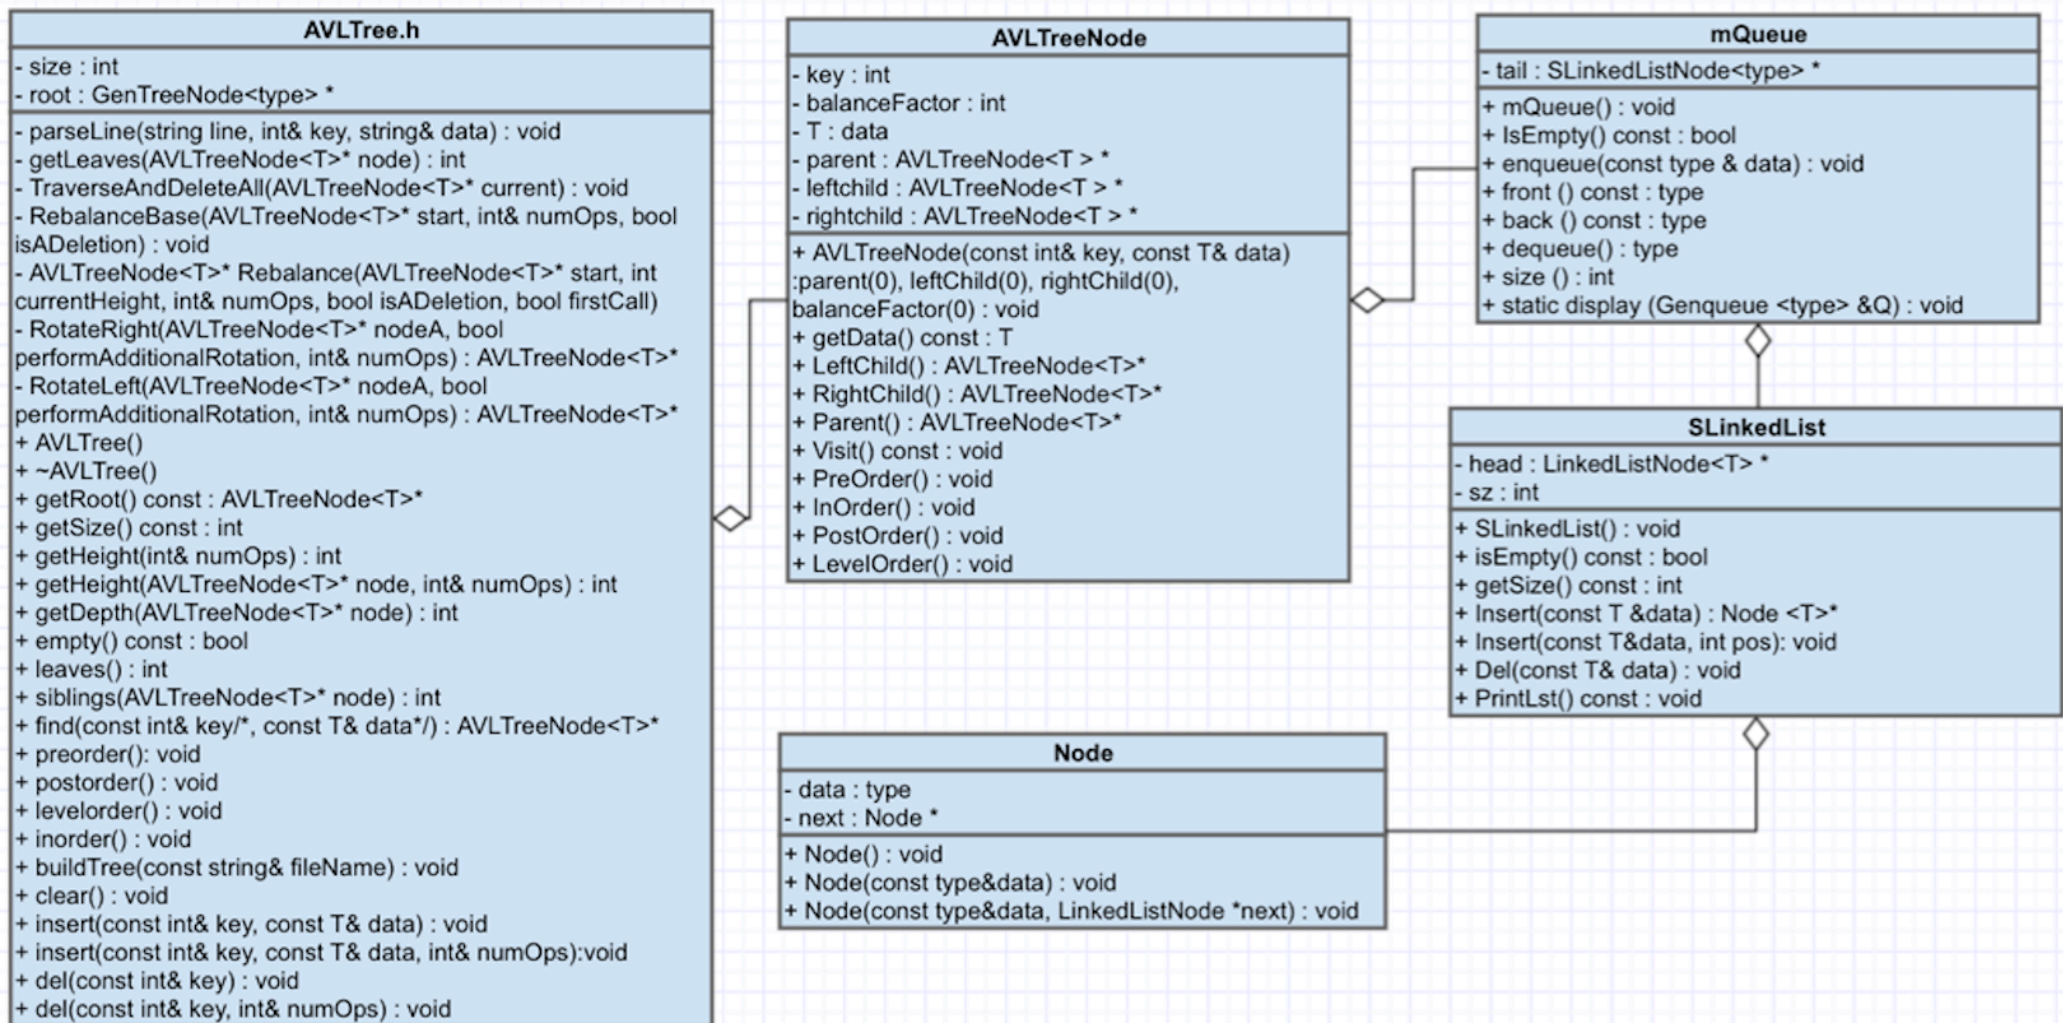 AVLTree.h
- size : int
- root : GenTreeNode<type> *
- parseLine(string line, int& key, string& data) : void
- getLeaves(AVLTreeNode<T>* node) : int
- TraverseAndDeleteAll(AVLTreeNode<T>* current) : void
- RebalanceBase(AVLTreeNode<T>* start, int& numOps, bool
isADeletion) : void
- AVLTreeNode<T>* Rebalance(AVLTreeNode<T>* start, int
currentHeight, int& numOps, bool isADeletion, bool firstCall)
- RotateRight(AVLTreeNode<T>* nodeA, bool
performAdditionalRotation, int& numOps) : AVLTreeNode<T>*
- RotateLeft(AVLTreeNode<T>* nodeA, bool
performAdditionalRotation, int& numOps) : AVLTreeNode<T>*
+ AVLTree()
+ ~AVLTree()
+ getRoot() const : AVLTreeNode<T>*
+ getSize() const : int
+ getHeight(int& numOps) : int
+ getHeight(AVLTreeNode<T>* node, int& numOps) : int
+ getDepth(AVLTreeNode<T>* node) : int
+ empty() const : bool
+ leaves() : int
+ siblings(AVLTreeNode<T>* node) : int
+ find(const int& key/*, const T& data*/) : AVLTreeNode<T>*
+ preorder(): void
+ postorder() : void
+ levelorder() : void
+ inorder() : void
+ buildTree(const string& fileName) : void
+ clear() : void
+ insert(const int& key, const T& data) : void
+ insert(const int& key, const T& data, int& numOps):void
+ del(const int& key) : void
+ del(const int& key, int& numOps) : void
AVLTreeNode
- key : int
- balanceFactor : int
- T : data
- parent : AVLTreeNode<T > *
- leftchild : AVLTreeNode<T > *
- rightchild : AVLTreeNode<T > *
+ AVLTreeNode(const int& key, const T& data)
:parent(0), leftChild(0), rightChild(0),
balanceFactor(0) : void
+ getData() const : T
+ LeftChild() : AVLTreeNode<T>*
+ RightChild() : AVLTreeNode<T>*
+ Parent() : AVLTreeNode<T>*
+ Visit() const : void
+ PreOrder() : void
+ InOrder() : void
+ PostOrder() : void
+ LevelOrder() : void
mQueue
- tail : SLinkedListNode<type> *
+ mQueue() : void
+ IsEmpty() const : bool
+ enqueue(const type & data) : void
+ front () const : type
+ back () const : type
+ dequeue() : type
+ size () : int
+ static display (Genqueue <type> &Q) : void
SLinkedList
- head : LinkedListNode<T> *
- sz : int
+ SLinkedList() : void
+ isEmpty() const : bool
+ getSize() const : int
+ Insert(const T &data) : Node <T>*
+ Insert(const T&data, int pos): void
+ Del(const T& data) : void
+ PrintLst() const : void
Node
- data : type
- next : Node *
+ Node() : void
+ Node(const type&data) : void
+ Node(const type&data, LinkedListNode *next) : void